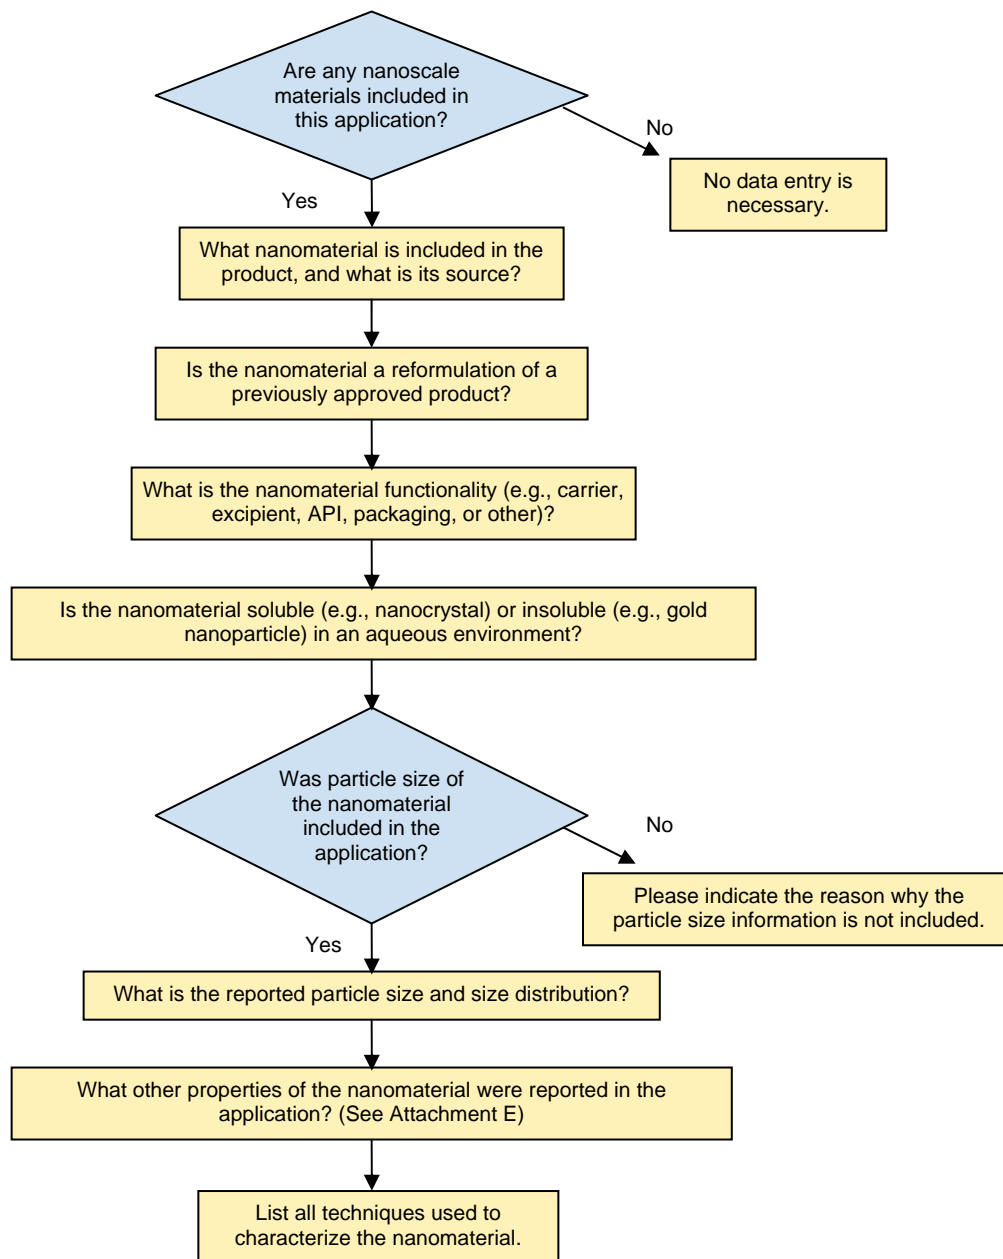 Are any nanoscale
materials included in
this application?
No
No data entry is
necessary.
Yes
What nanomaterial is included in the
product, and what is its source?
Is the nanomaterial a reformulation of a
previously approved product?
What is the nanomaterial functionality (e.g., carrier,
excipient, API, packaging, or other)?
Is the nanomaterial soluble (e.g., nanocrystal) or insoluble (e.g., gold
nanoparticle) in an aqueous environment?
Was particle size of
the nanomaterial
included in the
application?
No
Please indicate the reason why the
particle size information is not included.
Yes
What is the reported particle size and size distribution?
What other properties of the nanomaterial were reported in the
application? (See Attachment E)
List all techniques used to
characterize the nanomaterial.